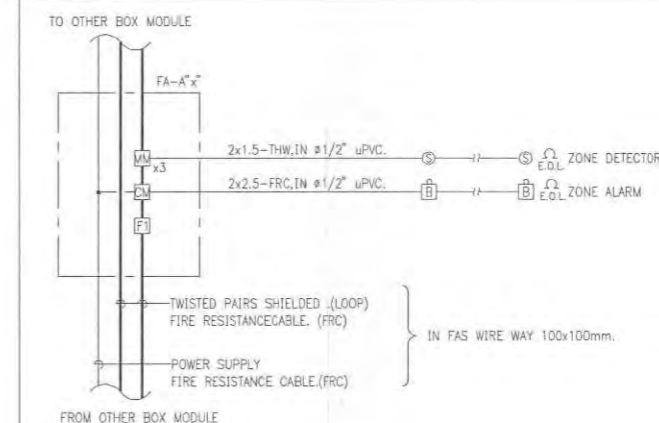 TO OTHER BOX MODULE
FA-A"x"
MM
x3
2x1.5-THW,IN ø1/2" uPVC.
S
S
Ω
E.O.L
ZONE DETECTOR
CM
2x2.5-FRC,IN ø1/2" uPVC.
B
B
Ω
E.O.L
ZONE ALARM
F1
TWISTED PAIRS SHIELDED .(LOOP)
FIRE RESISTANCECABLE. (FRC)
IN FAS WIRE WAY 100x100mm.
POWER SUPPLY
FIRE RESISTANCE CABLE.(FRC)
FROM OTHER BOX MODULE